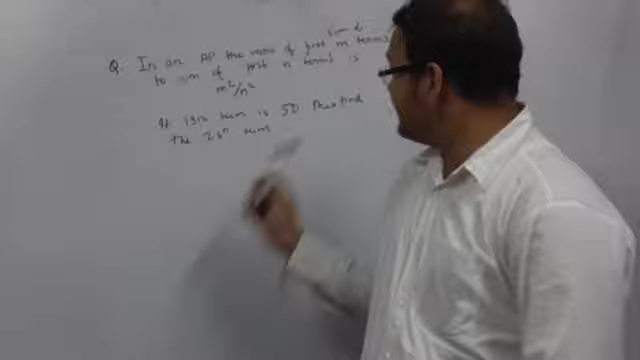 Q. In an AP the ratio of first sum of m terms
to sum of first n terms is
m²/n²
If 13th term is 50 then find
the 26th term